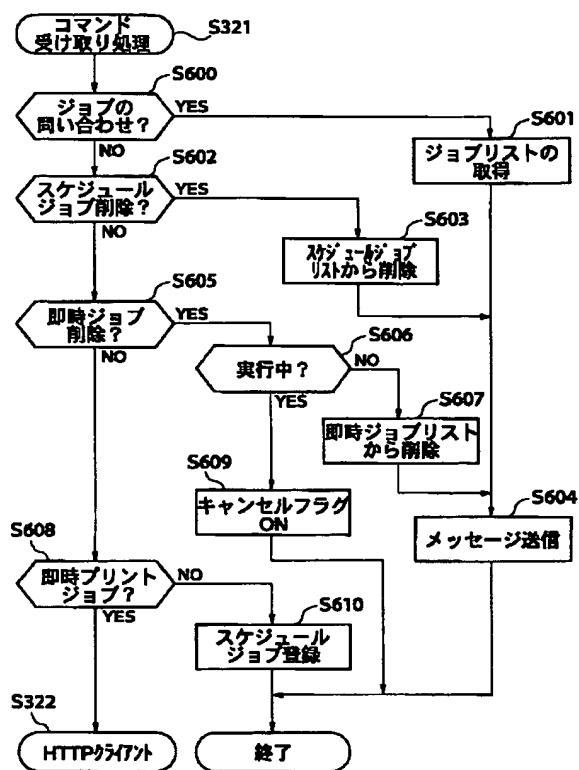 コマンド
受け取り処理
S321
S600
ジョブの
問い合わせ？
YES
NO
S601
ジョブリストの
取得
S602
スケジュール
ジョブ削除？
YES
NO
S603
スケジュールジョブ
リストから削除
S605
即時ジョブ
削除？
YES
NO
S606
実行中？
NO
YES
S607
即時ジョブリスト
から削除
S609
キャンセルフラグ
ON
S604
メッセージ送信
S608
即時プリント
ジョブ？
NO
YES
S610
スケジュール
ジョブ登録
S322
HTTPクライアント
終了